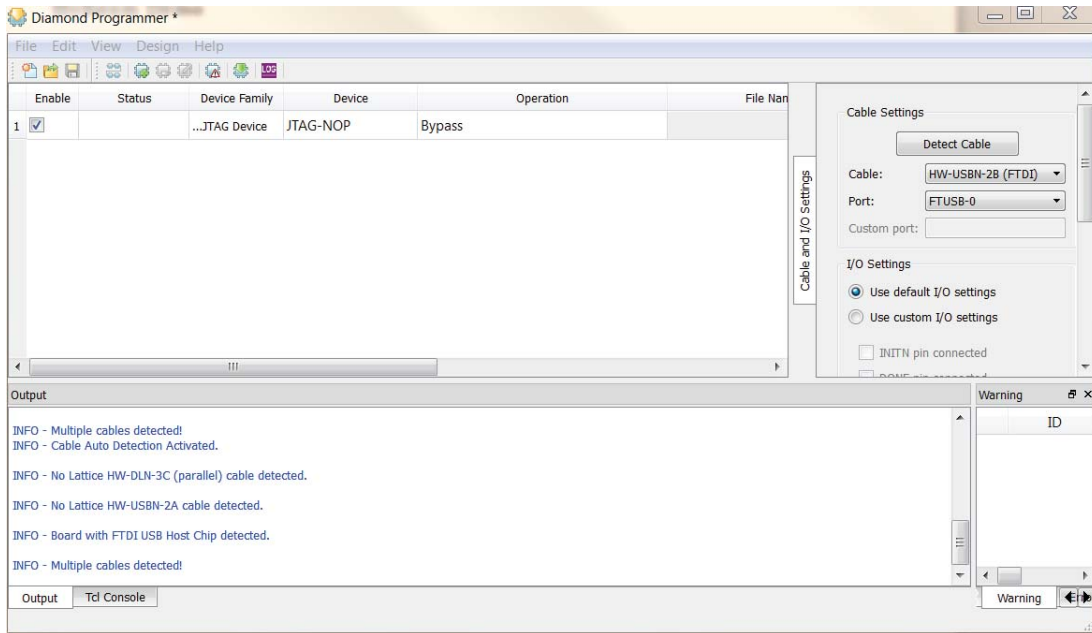 Diamond Programmer *
File Edit View Design Help
LOG
Enable Status Device Family Device Operation File Nan
1 ...JTAG Device JTAG-NOP Bypass
Cable and I/O Settings
Cable Settings
Detect Cable
Cable: HW-USBN-2B (FTDI)
Port: FTUSB-0
Custom port:
I/O Settings
Use default I/O settings
Use custom I/O settings
INITN pin connected
DONE pin connected
Output
INFO - Multiple cables detected!
INFO - Cable Auto Detection Activated.
INFO - No Lattice HW-DLN-3C (parallel) cable detected.
INFO - No Lattice HW-USBN-2A cable detected.
INFO - Board with FTDI USB Host Chip detected.
INFO - Multiple cables detected!
Output Tcl Console
Warning
ID
Warning